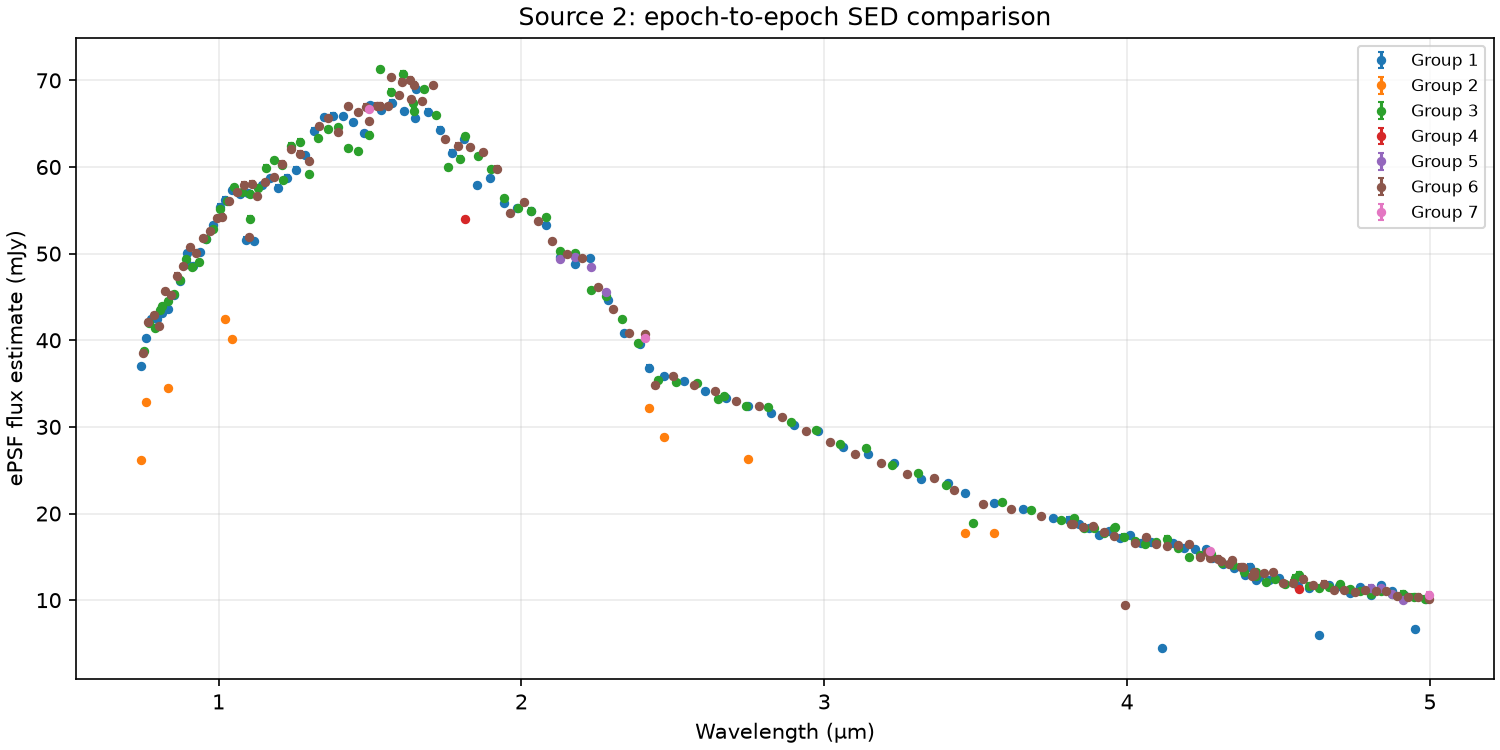 Source 2: epoch-to-epoch SED comparison
ePSF flux estimate (mJy)
70
60
50
40
30
20
10
1
2
3
4
5
Wavelength (µm)
Group 1
Group 2
Group 3
Group 4
Group 5
Group 6
Group 7